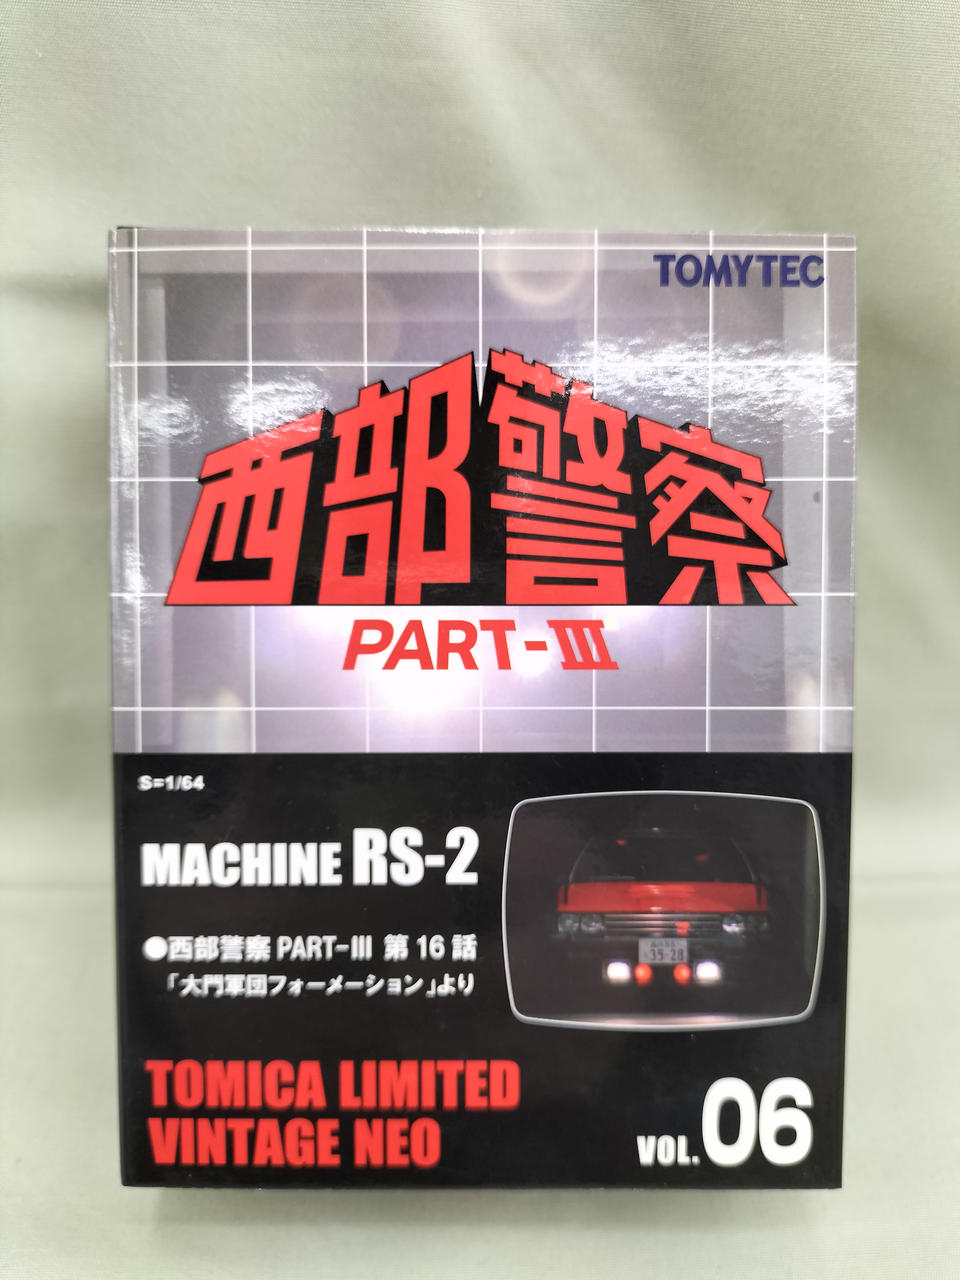 TOMYTEC
西部警察
PART-III
S=1/64
MACHINE RS-2
●西部警察 PART-III 第16話
「大門軍団フォーメーション」より
35-28
TOMICA LIMITED
VINTAGE NEO
VOL.06